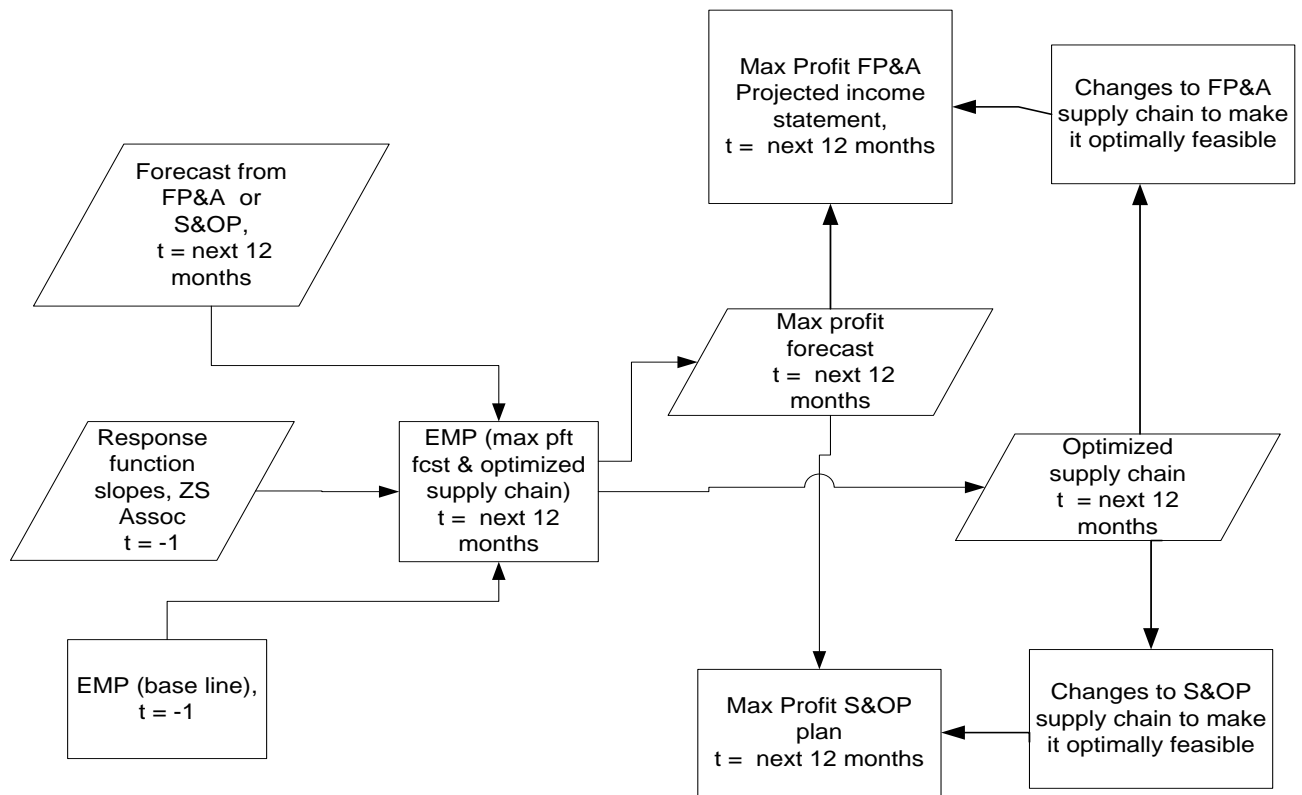 Max Profit FP&A
Projected income
statement,
t =  next 12 months
Changes to FP&A
supply chain to make
it optimally feasible
Forecast from
FP&A  or
S&OP,
t = next 12
months
Max profit
forecast
t =  next 12
months
Response
function
slopes, ZS
Assoc
t = -1
EMP (max pft
fcst & optimized
supply chain)
t =  next 12
months
Optimized
supply chain
t  = next 12
months
EMP (base line),
t = -1
Max Profit S&OP
plan
t =  next 12 months
Changes to S&OP
supply chain to make
it optimally feasible